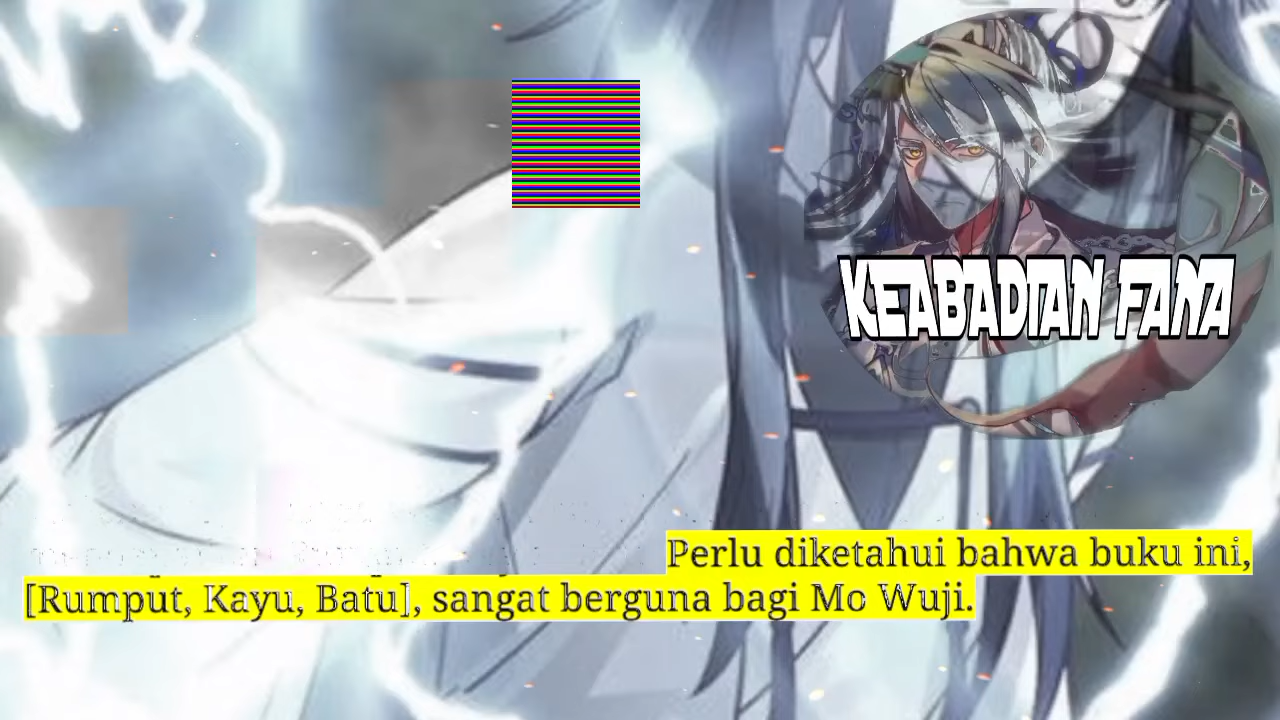 KEABADIAN FANA
Perlu diketahui bahwa buku ini,
[Rumput, Kayu, Batu], sangat berguna bagi Mo Wuji.